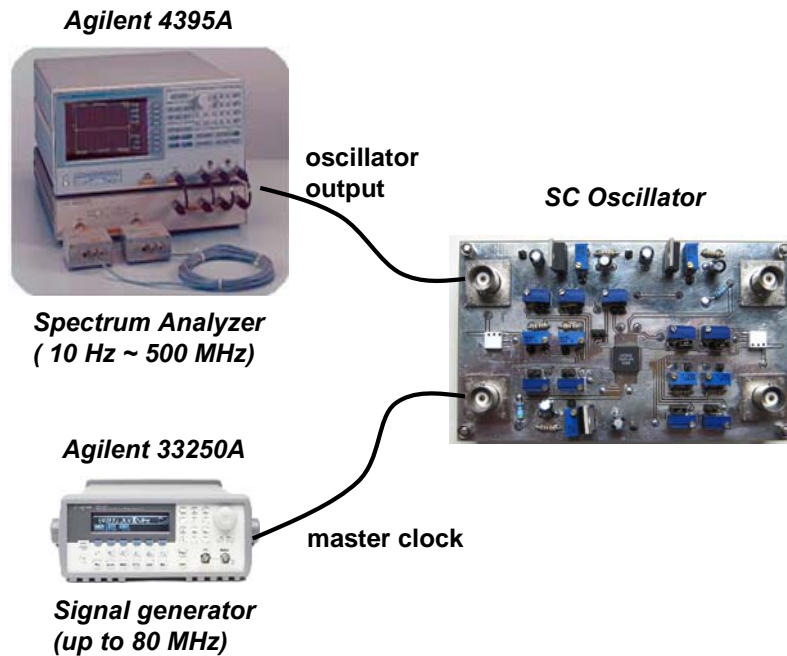 Agilent 4395A
oscillator
output
SC Oscillator
Spectrum Analyzer
( 10 Hz ~ 500 MHz)
Agilent 33250A
master clock
Signal generator
(up to 80 MHz)